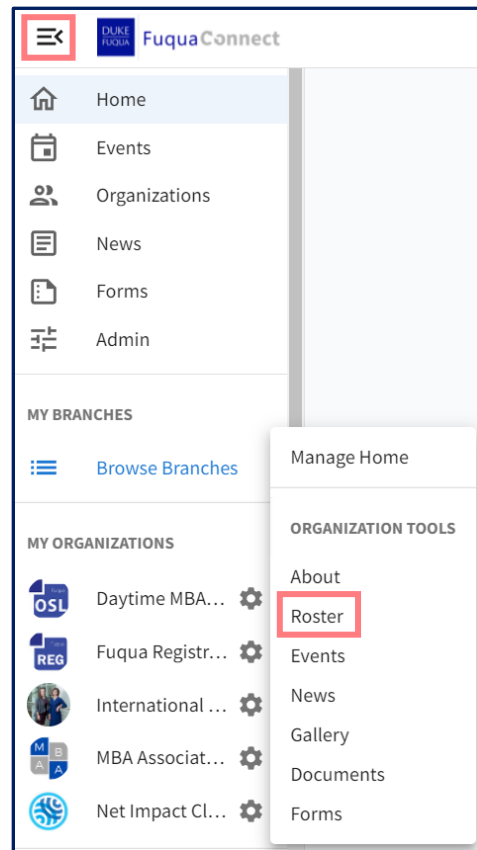 DUKE
FUQUA
FuquaConnect
Home
Events
Organizations
News
Forms
Admin
MY BRANCHES
Browse Branches
MY ORGANIZATIONS
OSL
Daytime MBA...
REG
Fuqua Registr...
International ...
M B
A A
MBA Associat...
Net Impact Cl...
Manage Home
ORGANIZATION TOOLS
About
Roster
Events
News
Gallery
Documents
Forms